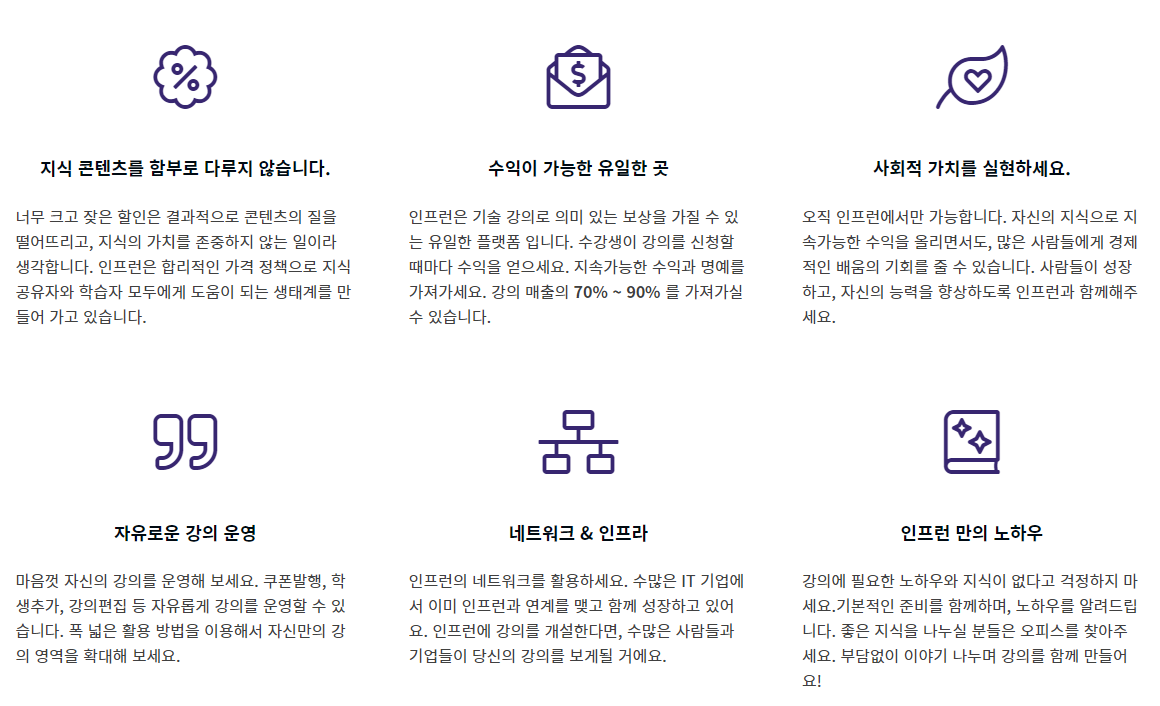 지식 콘텐츠를 함부로 다루지 않습니다.
너무 크고 잦은 할인은 결과적으로 콘텐츠의 질을
떨어뜨리고, 지식의 가치를 존중하지 않는 일이라
생각합니다. 인프런은 합리적인 가격 정책으로 지식
공유자와 학습자 모두에게 도움이 되는 생태계를 만
들어 가고 있습니다.
수익이 가능한 유일한 곳
인프런은 기술 강의로 의미 있는 보상을 가질 수 있
는 유일한 플랫폼 입니다. 수강생이 강의를 신청할
때마다 수익을 얻으세요. 지속가능한 수익과 명예를
가져가세요. 강의 매출의 70% ~ 90% 를 가져가실
수 있습니다.
사회적 가치를 실현하세요.
오직 인프런에서만 가능합니다. 자신의 지식으로 지
속가능한 수익을 올리면서도, 많은 사람들에게 경제
적인 배움의 기회를 줄 수 있습니다. 사람들이 성장
하고, 자신의 능력을 향상하도록 인프런과 함께해주
세요.
자유로운 강의 운영
마음껏 자신의 강의를 운영해 보세요. 쿠폰발행, 학
생추가, 강의편집 등 자유롭게 강의를 운영할 수 있
습니다. 폭 넓은 활용 방법을 이용해서 자신만의 강
의 영역을 확대해 보세요.
네트워크 & 인프라
인프런의 네트워크를 활용하세요. 수많은 IT 기업에
서 이미 인프런과 연계를 맺고 함께 성장하고 있어
요. 인프런에 강의를 개설한다면, 수많은 사람들과
기업들이 당신의 강의를 보게될 거에요.
인프런 만의 노하우
강의에 필요한 노하우와 지식이 없다고 걱정하지 마
세요.기본적인 준비를 함께하며, 노하우를 알려드립
니다. 좋은 지식을 나누실 분들은 오피스를 찾아주
세요. 부담없이 이야기 나누며 강의를 함께 만들어
요!